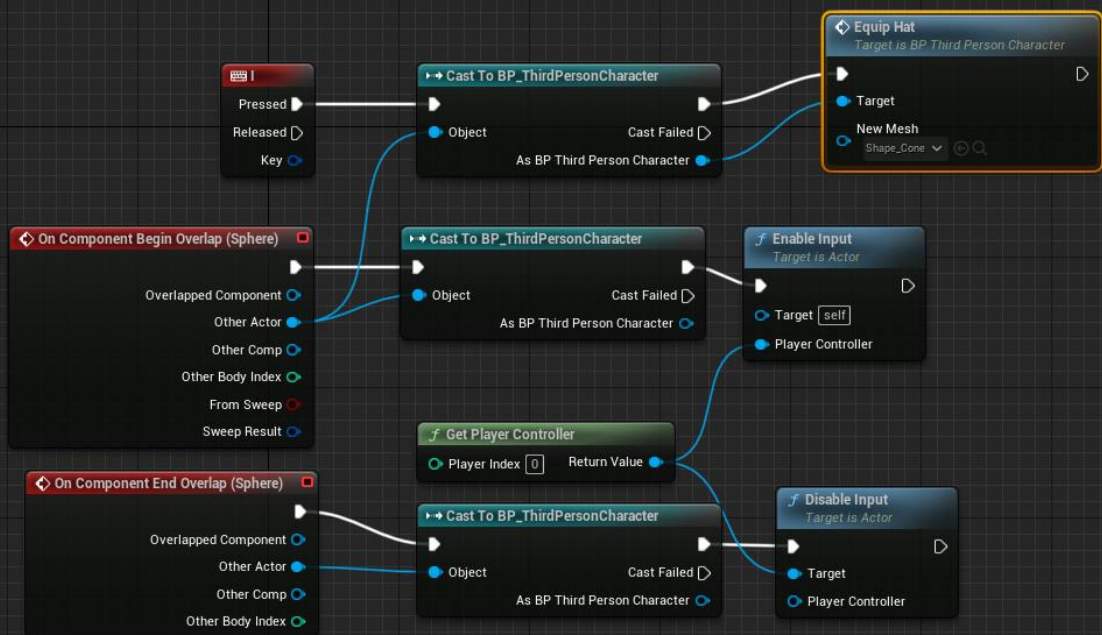 Equip Hat
Target is BP Third Person Character
Target
New Mesh
Shape_Cone
I
Pressed
Released
Key
Cast To BP_ThirdPersonCharacter
Object
Cast Failed
As BP Third Person Character
On Component Begin Overlap (Sphere)
Overlapped Component
Other Actor
Other Comp
Other Body Index
From Sweep
Sweep Result
Cast To BP_ThirdPersonCharacter
Object
Cast Failed
As BP Third Person Character
f Enable Input
Target is Actor
Target self
Player Controller
f Get Player Controller
Player Index 0 Return Value
On Component End Overlap (Sphere)
Overlapped Component
Other Actor
Other Comp
Other Body Index
Cast To BP_ThirdPersonCharacter
Object
Cast Failed
As BP Third Person Character
f Disable Input
Target is Actor
Target
Player Controller